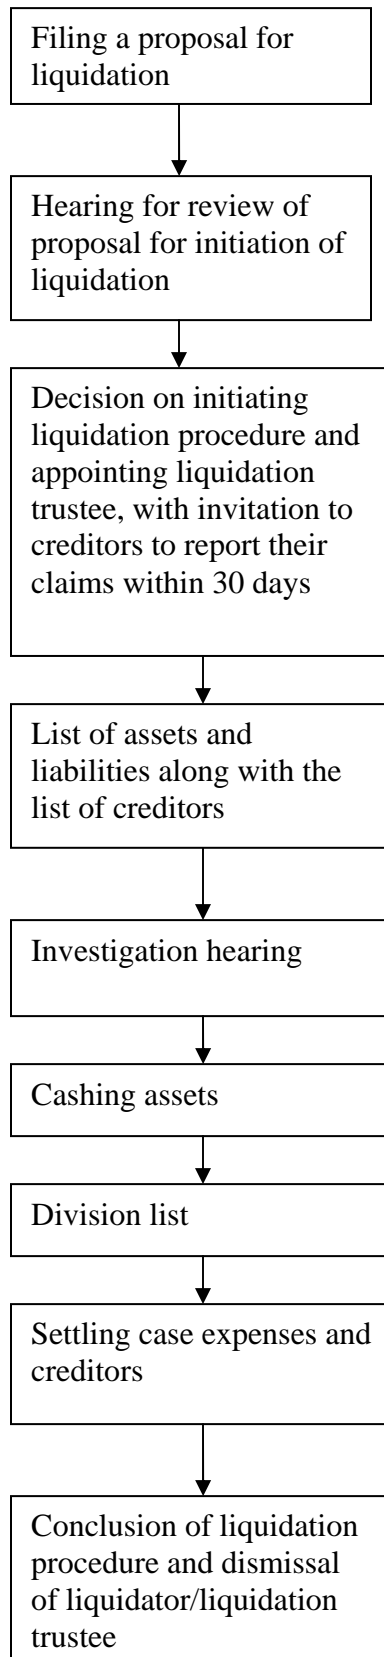 Filing a proposal for
liquidation
Hearing for review of
proposal for initiation of
liquidation
Decision on initiating
liquidation procedure and
appointing liquidation
trustee, with invitation to
creditors to report their
claims within 30 days
List of assets and
liabilities along with the
list of creditors
Investigation hearing
Cashing assets
Division list
Settling case expenses and
creditors
Conclusion of liquidation
procedure and dismissal
of liquidator/liquidation
trustee